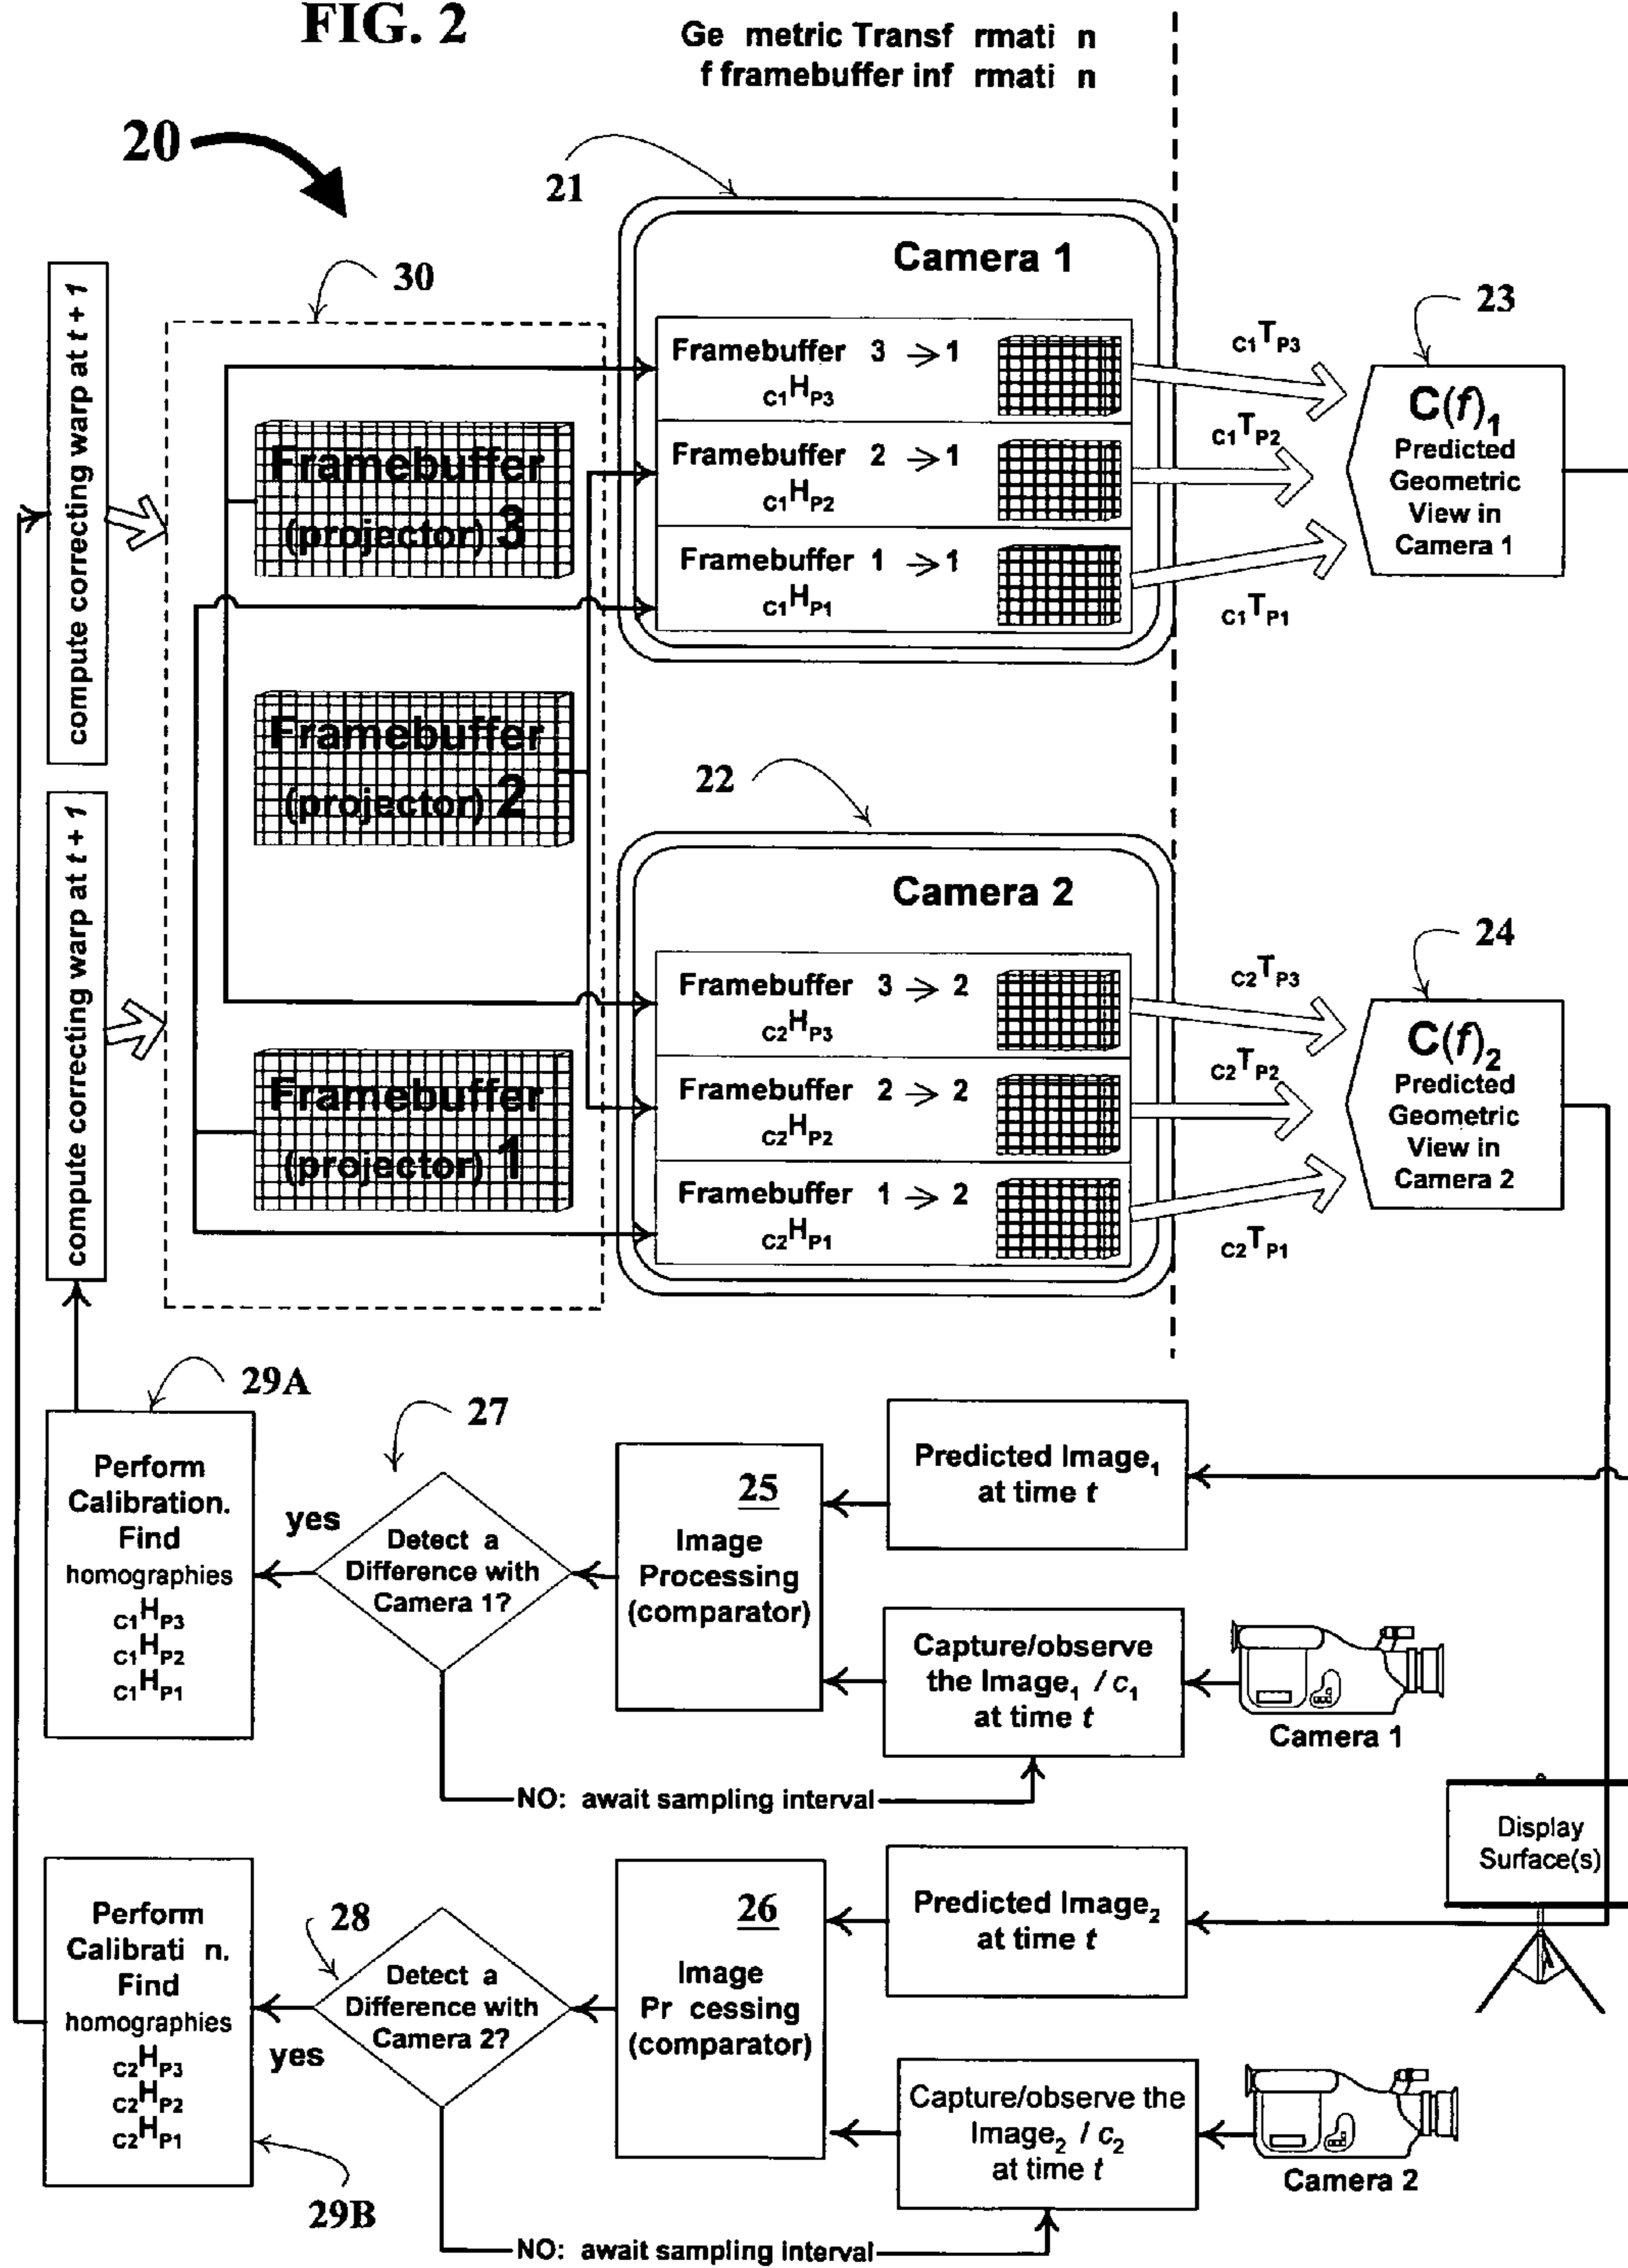 FIG. 2
Ge metric Transf rmati n
f framebuffer inf rmati n
20
21
Camera 1
30
compute correcting warp at t + 1
Framebuffer 3 → 1
C1HP3
Framebuffer 2 → 1
C1HP2
Framebuffer 1 → 1
C1HP1
C1TP3
C1TP2
C1TP1
23
C(f)1
Predicted
Geometric
View in
Camera 1
Framebuffer
(projector) 3
Framebuffer
(projector) 2
Framebuffer
(projector) 1
compute correcting warp at t + 1
22
Camera 2
Framebuffer 3 → 2
C2HP3
Framebuffer 2 → 2
C2HP2
Framebuffer 1 → 2
C2HP1
C2TP3
C2TP2
C2TP1
24
C(f)2
Predicted
Geometric
View in
Camera 2
29A
Perform
Calibration.
Find
homographies
C1HP3
C1HP2
C1HP1
27
yes
Detect a
Difference with
Camera 1?
25
Image
Processing
(comparator)
Predicted Image1
at time t
Capture/observe
the Image1 / c1
at time t
Camera 1
NO: await sampling interval
Display
Surface(s)
Perform
Calibrati n.
Find
homographies
C2HP3
C2HP2
C2HP1
29B
28
yes
Detect a
Difference with
Camera 2?
26
Image
Pr cessing
(comparator)
Predicted Image2
at time t
Capture/observe the
Image2 / c2
at time t
Camera 2
NO: await sampling interval